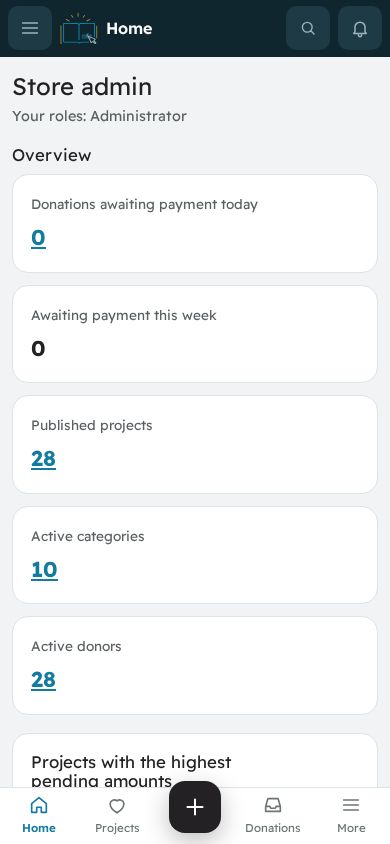 Home
Store admin
Your roles: Administrator
Overview
Donations awaiting payment today
0
Awaiting payment this week
0
Published projects
28
Active categories
10
Active donors
28
Projects with the highest
pending amounts
Home
Projects
Donations
More